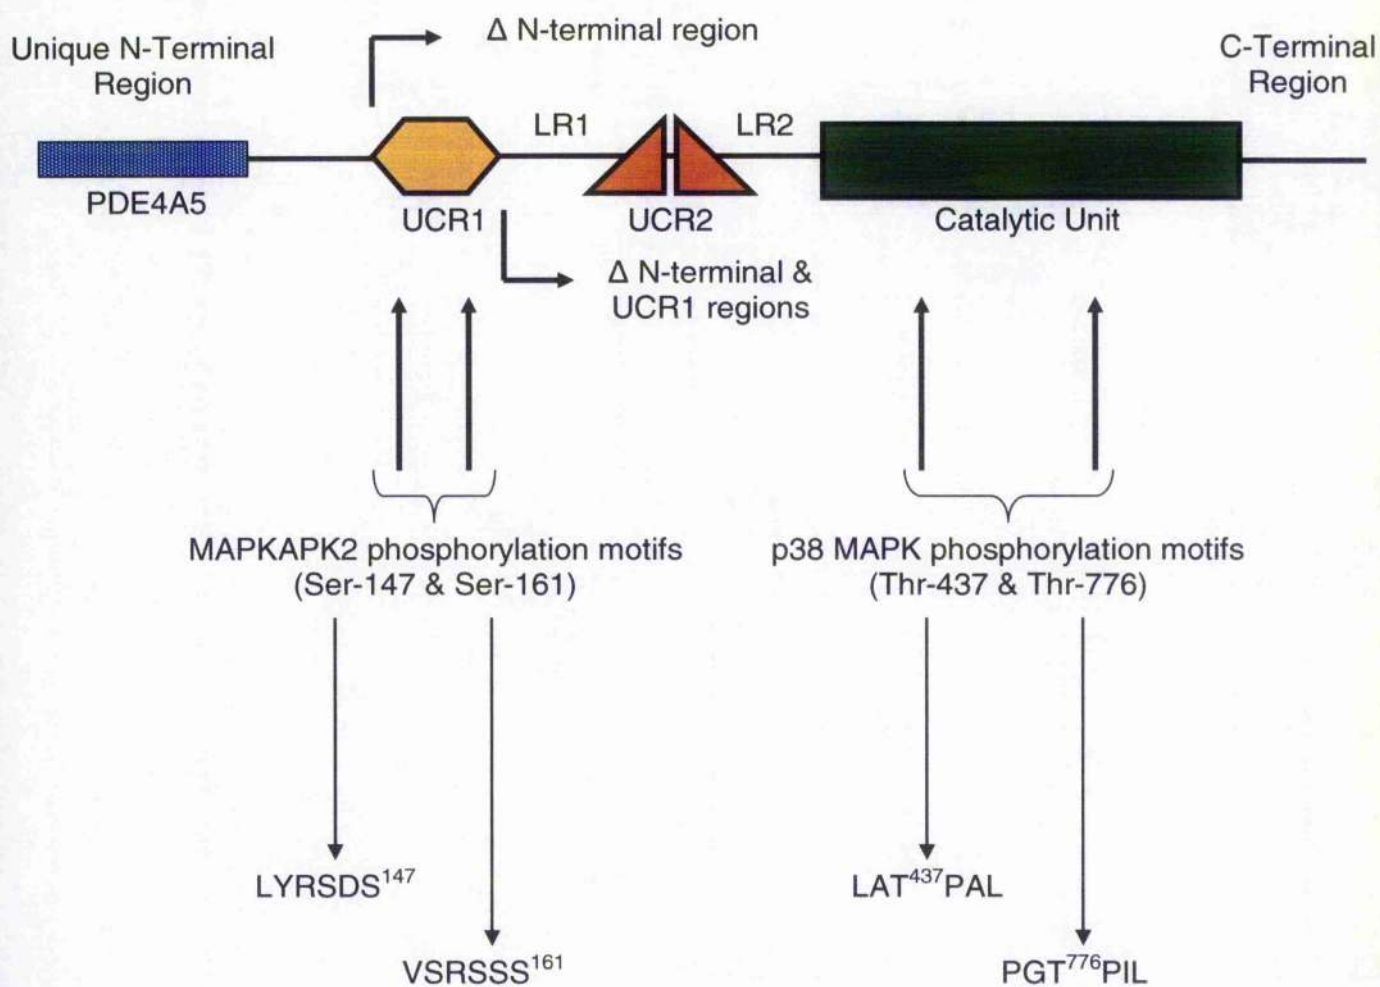 Δ N-terminal region
Unique N-Terminal
Region
C-Terminal
Region
LR1
LR2
PDE4A5
UCR1
UCR2
Catalytic Unit
Δ N-terminal &
UCR1 regions
MAPKAPK2 phosphorylation motifs
(Ser-147 & Ser-161)
p38 MAPK phosphorylation motifs
(Thr-437 & Thr-776)
LYRSDS¹⁴⁷
LAT⁴³⁷PAL
VSRSSS¹⁶¹
PGT⁷⁷⁶PIL